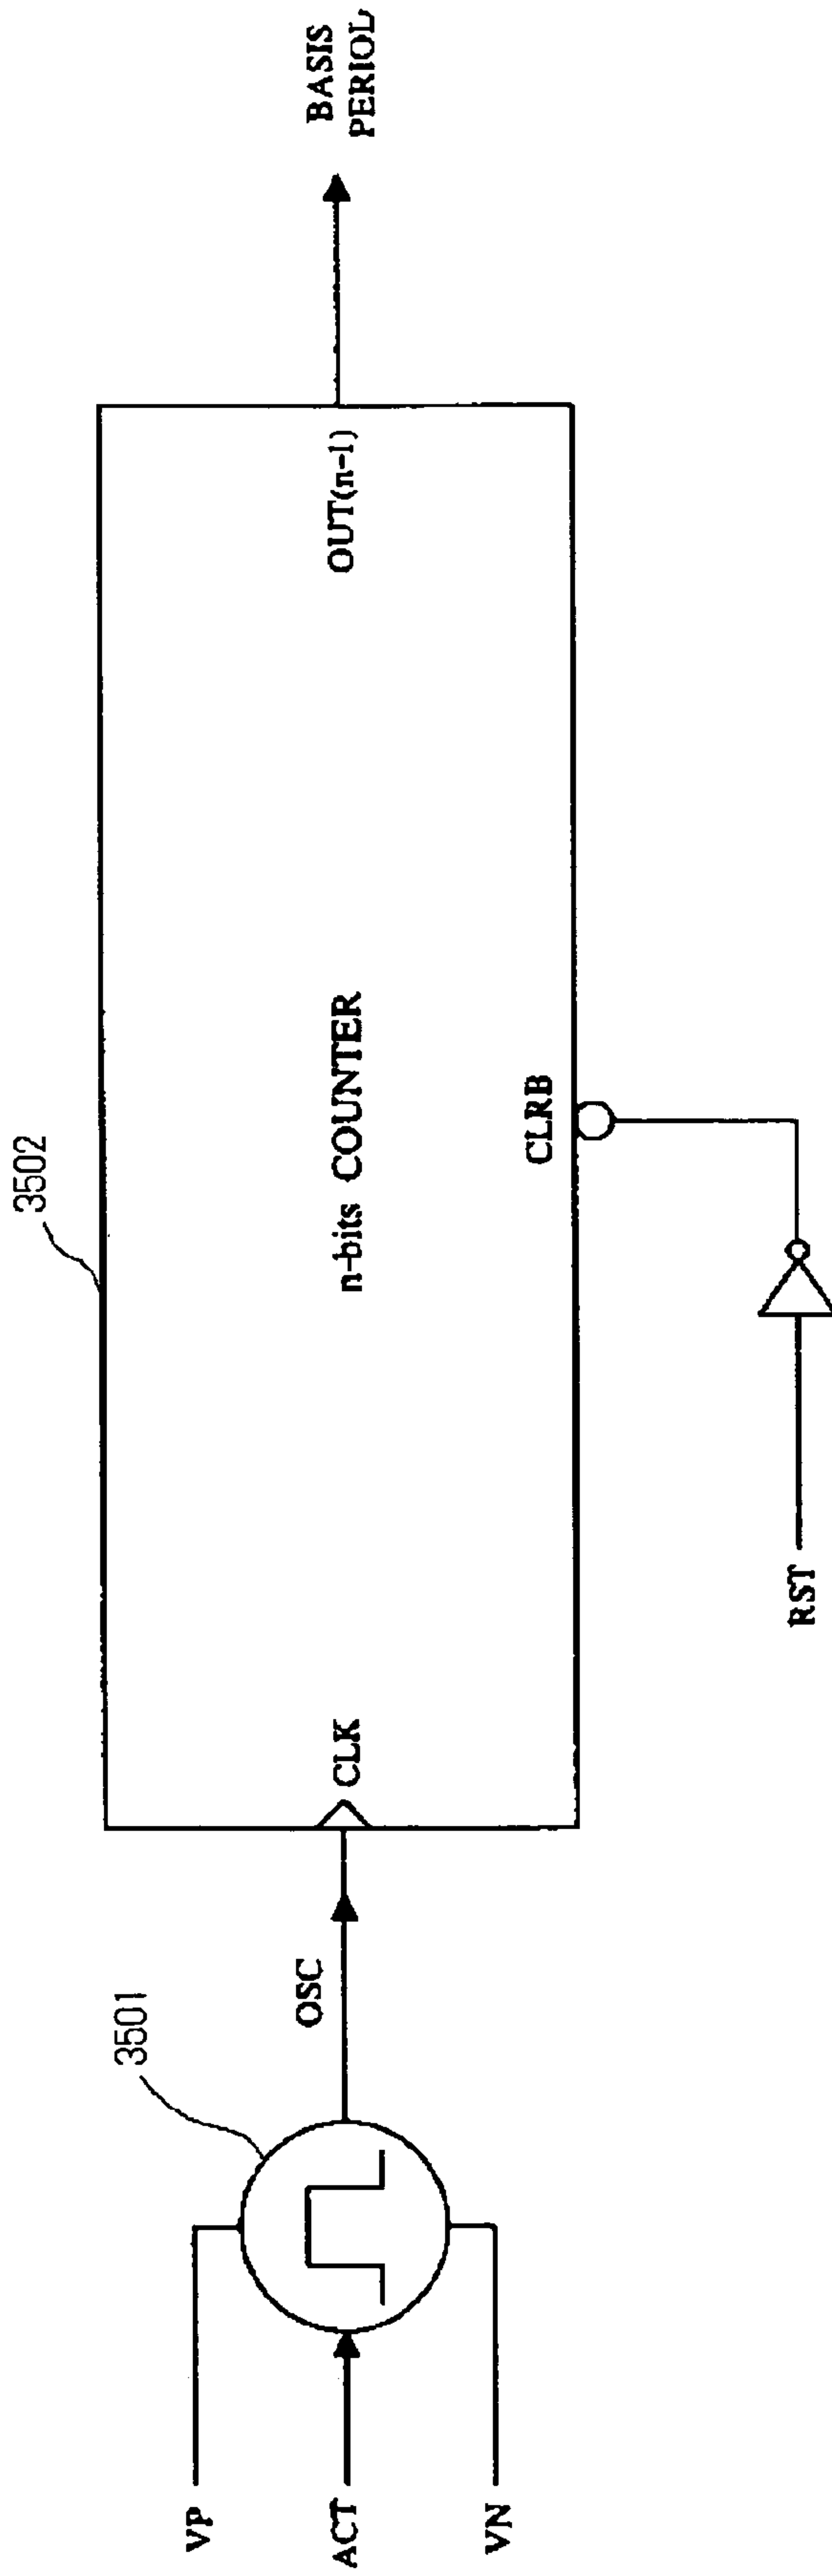 3502
3501
VP
ACT
VN
OSC
CLK
n-bits COUNTER
OUT(n-1)
BASIS
PERIOL
CLRB
RST